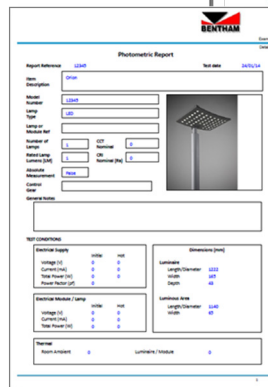 BENTHAM
Photometric Report
Report Reference 12345 Test date 24/01/14
Item Description Orion
Model Number 12345
Lamp Type LED
Lamp or Module Ref
Number of Lamps 1 CCT Nominal 0
Rated Lamp Lumens (LM) 1 CRI Nominal (Ra) 0
Absolute Measurement False
Control Gear
General Notes
TEST CONDITIONS
Electrical Supply
Initial Hot
Voltage (V) 0 0
Current (mA) 0 0
Total Power (W) 0 0
Power Factor (pf) 0 0
Dimensions (mm)
Luminaire
Length/Diameter
Width
Depth
Electrical Module / Lamp
Initial Hot
Voltage (V) 0 0
Current (mA) 0 0
Total Power (W) 0 0
Luminous Area
Length/Diameter
Width
Thermal
Room Ambient 0 Luminaire / Module 0